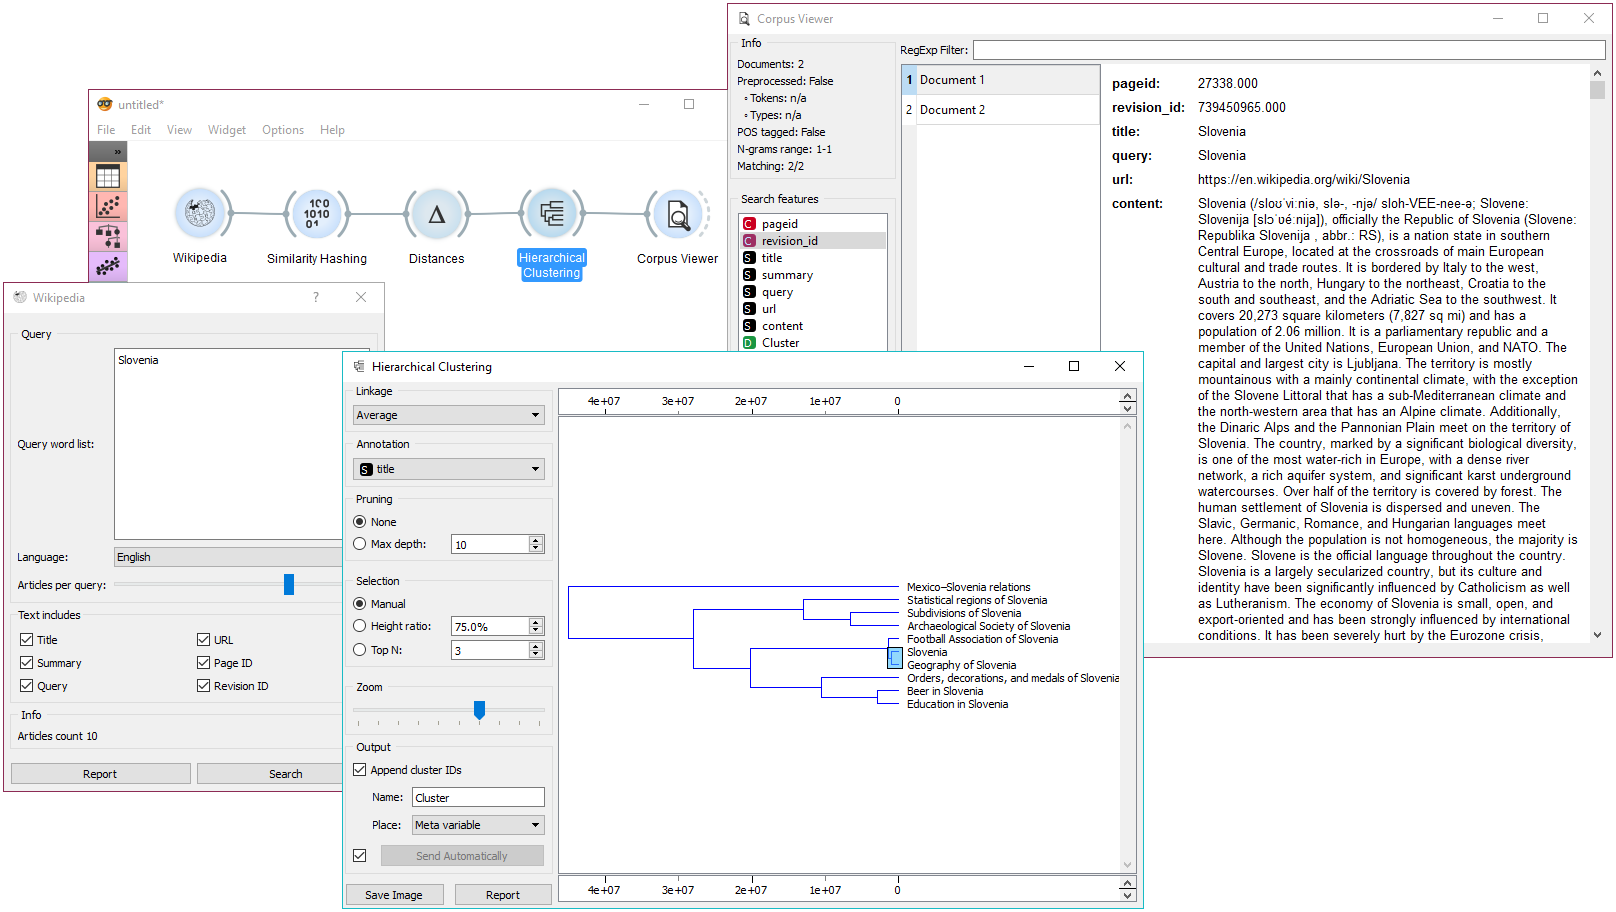 untitled*
File Edit View Widget Options Help
»
Wikipedia
Similarity Hashing
Distances
Hierarchical
Clustering
Corpus Viewer
Corpus Viewer
Info
Documents: 2
Preprocessed: False
◦ Tokens: n/a
◦ Types: n/a
POS tagged: False
N-grams range: 1-1
Matching: 2/2
Search features
C pageid
C revision_id
S title
S summary
S query
S url
S content
D Cluster
RegExp Filter:
1 Document 1
2 Document 2
pageid: 27338.000
revision_id: 739450965.000
title: Slovenia
query: Slovenia
url: https://en.wikipedia.org/wiki/Slovenia
content: Slovenia (/sloʊˈviːniə, slə-, -njə/ sloh-VEE-nee-ə; Slovene:
Slovenija [slɔˈʋéːnija]), officially the Republic of Slovenia (Slovene:
Republika Slovenija , abbr.: RS), is a nation state in southern
Central Europe, located at the crossroads of main European
cultural and trade routes. It is bordered by Italy to the west,
Austria to the north, Hungary to the northeast, Croatia to the
south and southeast, and the Adriatic Sea to the southwest. It
covers 20,273 square kilometers (7,827 sq mi) and has a
population of 2.06 million. It is a parliamentary republic and a
member of the United Nations, European Union, and NATO. The
capital and largest city is Ljubljana. The territory is mostly
mountainous with a mainly continental climate, with the exception
of the Slovene Littoral that has a sub-Mediterranean climate and
the north-western area that has an Alpine climate. Additionally,
the Dinaric Alps and the Pannonian Plain meet on the territory of
Slovenia. The country, marked by a significant biological diversity,
is one of the most water-rich in Europe, with a dense river
network, a rich aquifer system, and significant karst underground
watercourses. Over half of the territory is covered by forest. The
human settlement of Slovenia is dispersed and uneven. The
Slavic, Germanic, Romance, and Hungarian languages meet
here. Although the population is not homogeneous, the majority is
Slovene. Slovene is the official language throughout the country.
Slovenia is a largely secularized country, but its culture and
identity have been significantly influenced by Catholicism as well
as Lutheranism. The economy of Slovenia is small, open, and
export-oriented and has been strongly influenced by international
conditions. It has been severely hurt by the Eurozone crisis,
Wikipedia ?
Query
Query word list:
Slovenia
Language: English
Articles per query:
Text includes
Title URL
Summary Page ID
Query Revision ID
Info
Articles count 10
Report Search
Hierarchical Clustering
Linkage
Average
Annotation
S title
Pruning
None
Max depth: 10
Selection
Manual
Height ratio: 75.0%
Top N: 3
Zoom
Output
Append cluster IDs
Name: Cluster
Place: Meta variable
Send Automatically
Save Image Report
4e+07 3e+07 2e+07 1e+07 0
Mexico–Slovenia relations
Statistical regions of Slovenia
Subdivisions of Slovenia
Archaeological Society of Slovenia
Football Association of Slovenia
Slovenia
Geography of Slovenia
Orders, decorations, and medals of Slovenia
Beer in Slovenia
Education in Slovenia
4e+07 3e+07 2e+07 1e+07 0